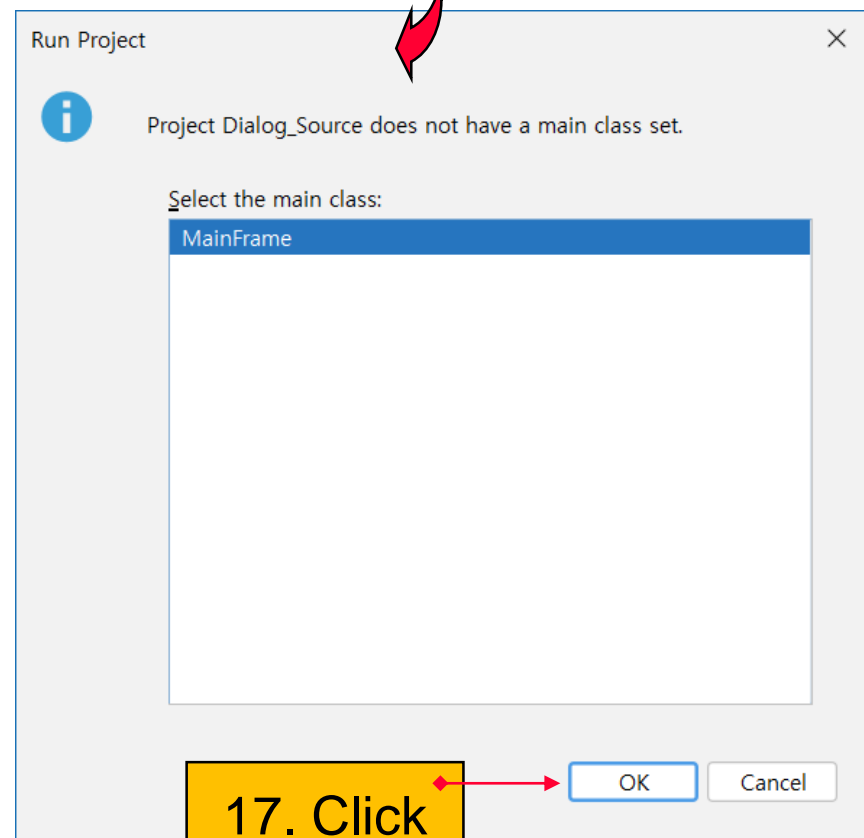 Run Project
Project Dialog_Source does not have a main class set.
Select the main class:
MainFrame
OK Cancel
17. Click